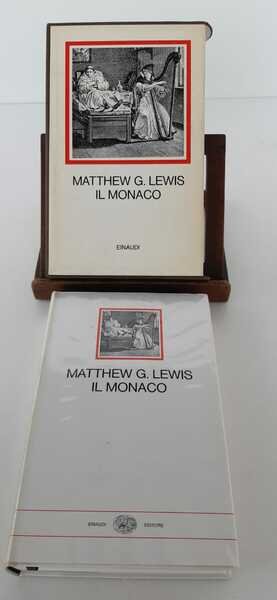 MATTHEW G. LEWIS
IL MONACO
EINAUDI
MATTHEW G. LEWIS
IL MONACO
EINAUDI EDITORE